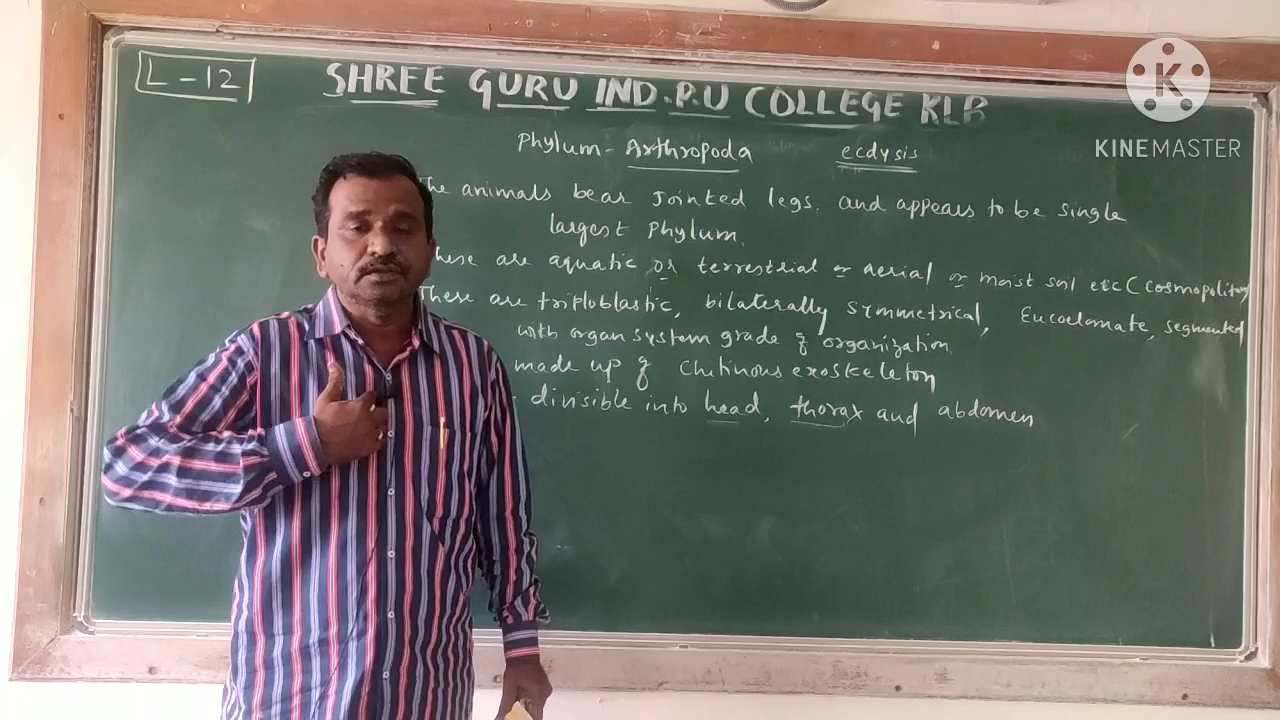 L-12
SHREE GURU IND.P.U COLLEGE KLB
K
KINEMASTER
Phylum - Arthropoda ecdysis
The animals bear Jointed legs. and appears to be single
largest Phylum.
These are aquatic or terrestrial or aerial or moist soil etc (cosmopolitan)
These are triploblastic, bilaterally symmetrical, Eucoelomate, segmented
with organ system grade of organization
made up of chitinous exoskeleton
divisible into head, thorax and abdomen